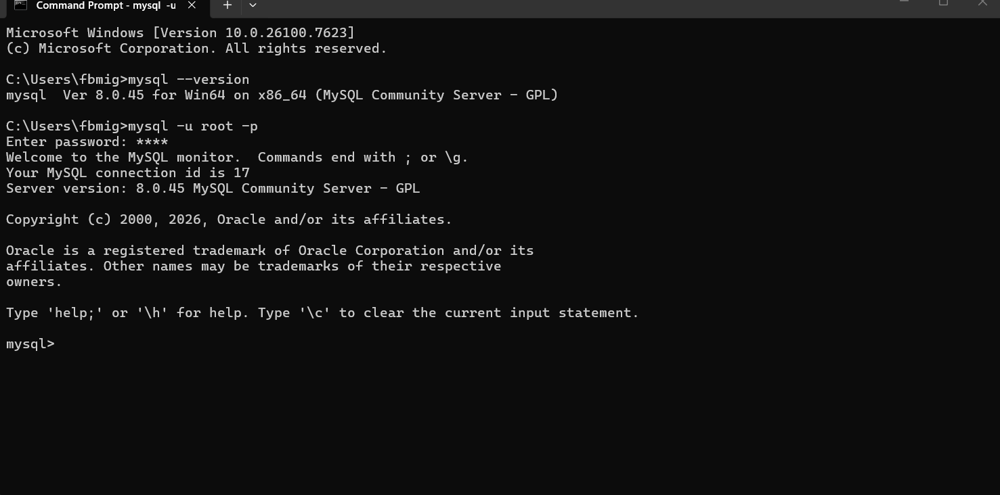 Command Prompt - mysql -u
Microsoft Windows [Version 10.0.26100.7623]
(c) Microsoft Corporation. All rights reserved.
C:\Users\fbmig>mysql --version
mysql  Ver 8.0.45 for Win64 on x86_64 (MySQL Community Server - GPL)
C:\Users\fbmig>mysql -u root -p
Enter password: ****
Welcome to the MySQL monitor.  Commands end with ; or \g.
Your MySQL connection id is 17
Server version: 8.0.45 MySQL Community Server - GPL
Copyright (c) 2000, 2026, Oracle and/or its affiliates.
Oracle is a registered trademark of Oracle Corporation and/or its
affiliates. Other names may be trademarks of their respective
owners.
Type 'help;' or '\h' for help. Type '\c' to clear the current input statement.
mysql>